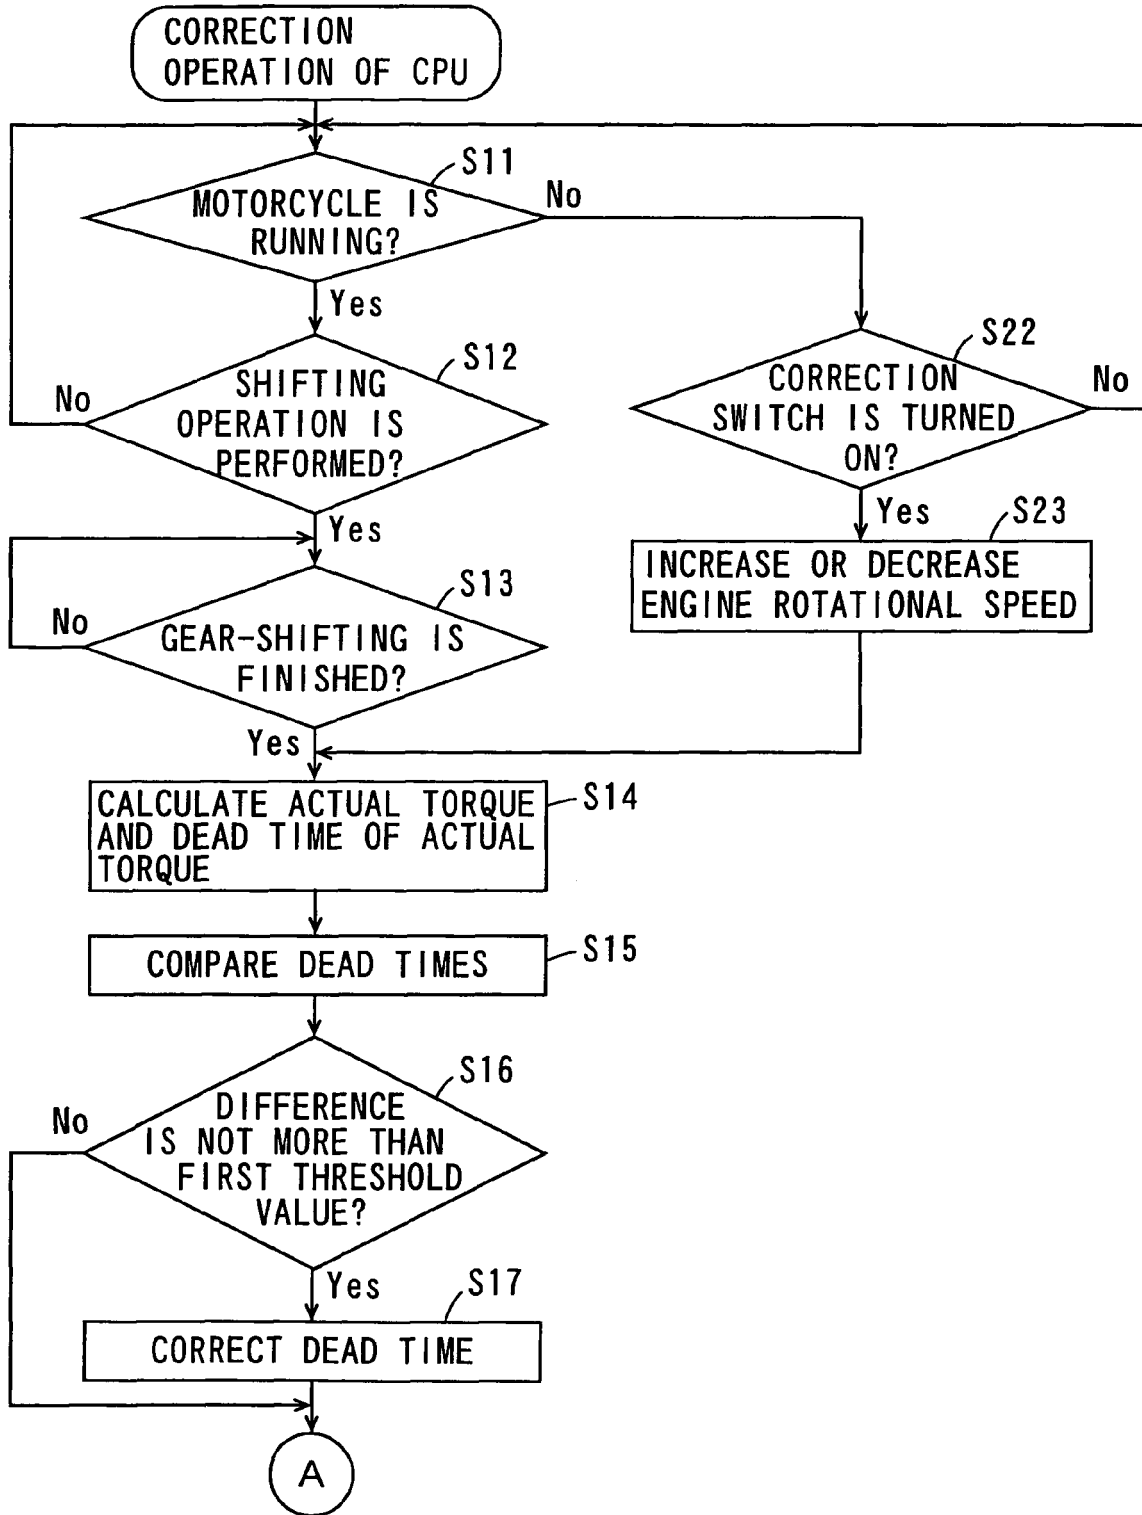 CORRECTION
OPERATION OF CPU
S11
MOTORCYCLE IS
RUNNING?
No
Yes
S12
SHIFTING
OPERATION IS
PERFORMED?
No
Yes
S22
CORRECTION
SWITCH IS TURNED
ON?
No
Yes
S23
INCREASE OR DECREASE
ENGINE ROTATIONAL SPEED
S13
GEAR-SHIFTING IS
FINISHED?
No
Yes
CALCULATE ACTUAL TORQUE
AND DEAD TIME OF ACTUAL
TORQUE
S14
COMPARE DEAD TIMES
S15
S16
DIFFERENCE
IS NOT MORE THAN
FIRST THRESHOLD
VALUE?
No
Yes
S17
CORRECT DEAD TIME
A